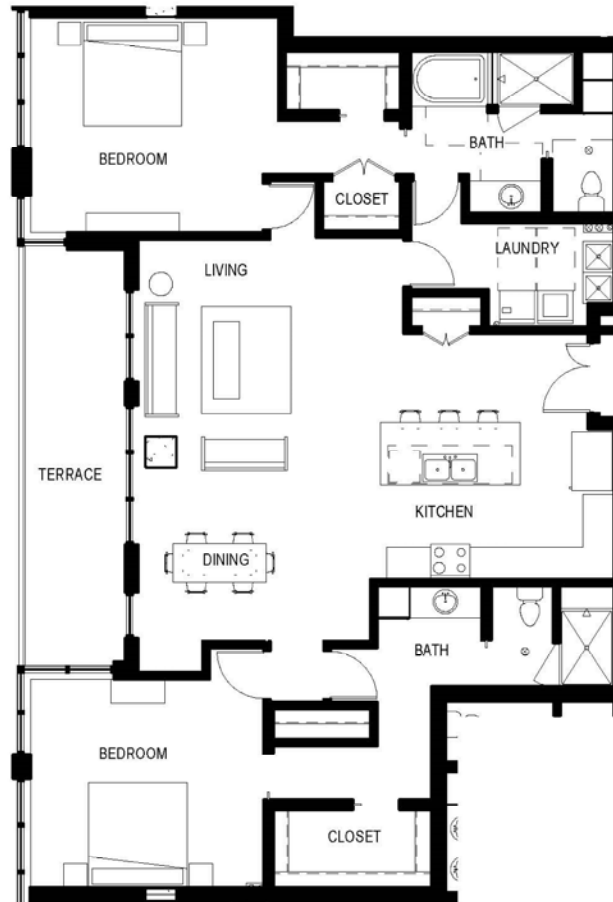 BEDROOM
BATH
CLOSET
LAUNDRY
LIVING
TERRACE
KITCHEN
DINING
BATH
BEDROOM
CLOSET